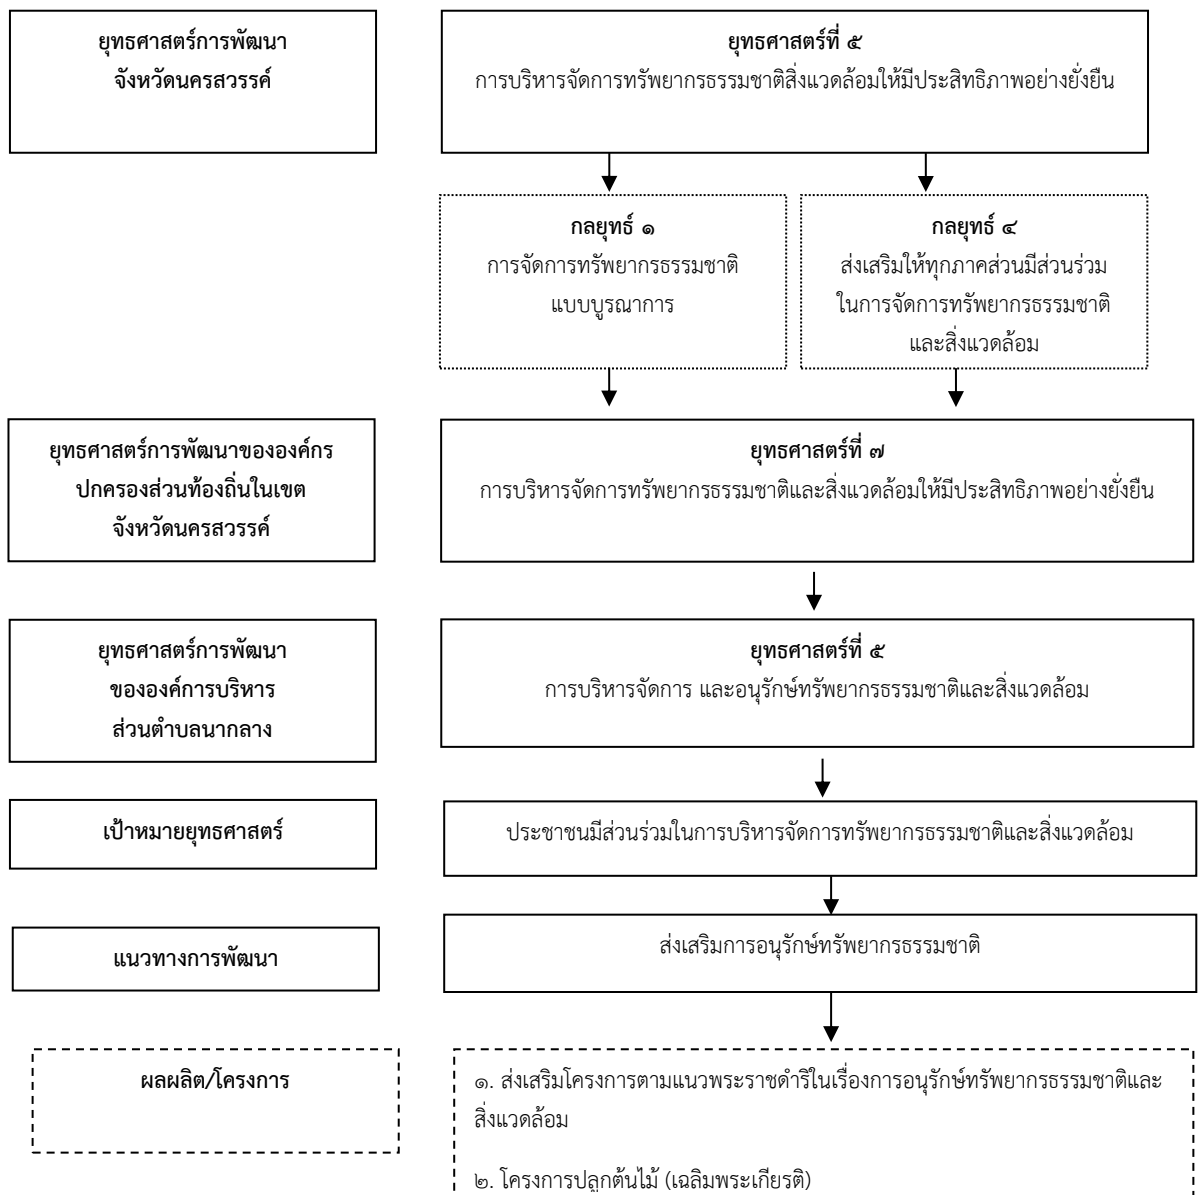 ยุทธศาสตร์การพัฒนา
จังหวัดนครสวรรค์
ยุทธศาสตร์ที่ ๕
การบริหารจัดการทรัพยากรธรรมชาติสิ่งแวดล้อมให้มีประสิทธิภาพอย่างยั่งยืน
กลยุทธ์ ๑
การจัดการทรัพยากรธรรมชาติ
แบบบูรณาการ
กลยุทธ์ ๔
ส่งเสริมให้ทุกภาคส่วนมีส่วนร่วม
ในการจัดการทรัพยากรธรรมชาติ
และสิ่งแวดล้อม
ยุทธศาสตร์การพัฒนาขององค์กร
ปกครองส่วนท้องถิ่นในเขต
จังหวัดนครสวรรค์
ยุทธศาสตร์ที่ ๗
การบริหารจัดการทรัพยากรธรรมชาติและสิ่งแวดล้อมให้มีประสิทธิภาพอย่างยั่งยืน
ยุทธศาสตร์การพัฒนา
ขององค์การบริหาร
ส่วนตำบลนากลาง
ยุทธศาสตร์ที่ ๕
การบริหารจัดการ และอนุรักษ์ทรัพยากรธรรมชาติและสิ่งแวดล้อม
เป้าหมายยุทธศาสตร์
ประชาชนมีส่วนร่วมในการบริหารจัดการทรัพยากรธรรมชาติและสิ่งแวดล้อม
แนวทางการพัฒนา
ส่งเสริมการอนุรักษ์ทรัพยากรธรรมชาติ
ผลผลิต/โครงการ
๑. ส่งเสริมโครงการตามแนวพระราชดำริในเรื่องการอนุรักษ์ทรัพยากรธรรมชาติและ
สิ่งแวดล้อม
๒. โครงการปลูกต้นไม้ (เฉลิมพระเกียรติ)